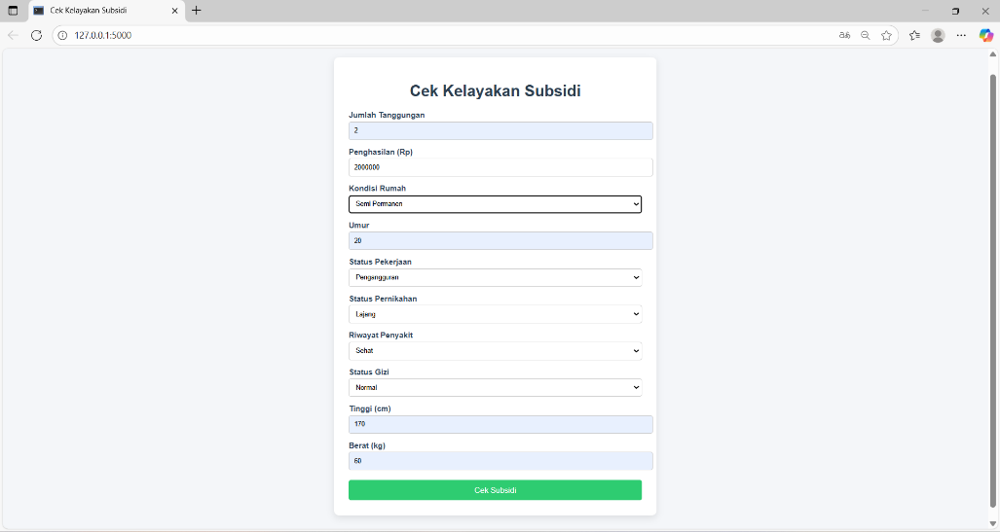 Cek Kelayakan Subsidi
127.0.0.1:5000
Cek Kelayakan Subsidi
Jumlah Tanggungan
2
Penghasilan (Rp)
2000000
Kondisi Rumah
Semi Permanen
Umur
20
Status Pekerjaan
Pengangguran
Status Pernikahan
Lajang
Riwayat Penyakit
Sehat
Status Gizi
Normal
Tinggi (cm)
170
Berat (kg)
60
Cek Subsidi